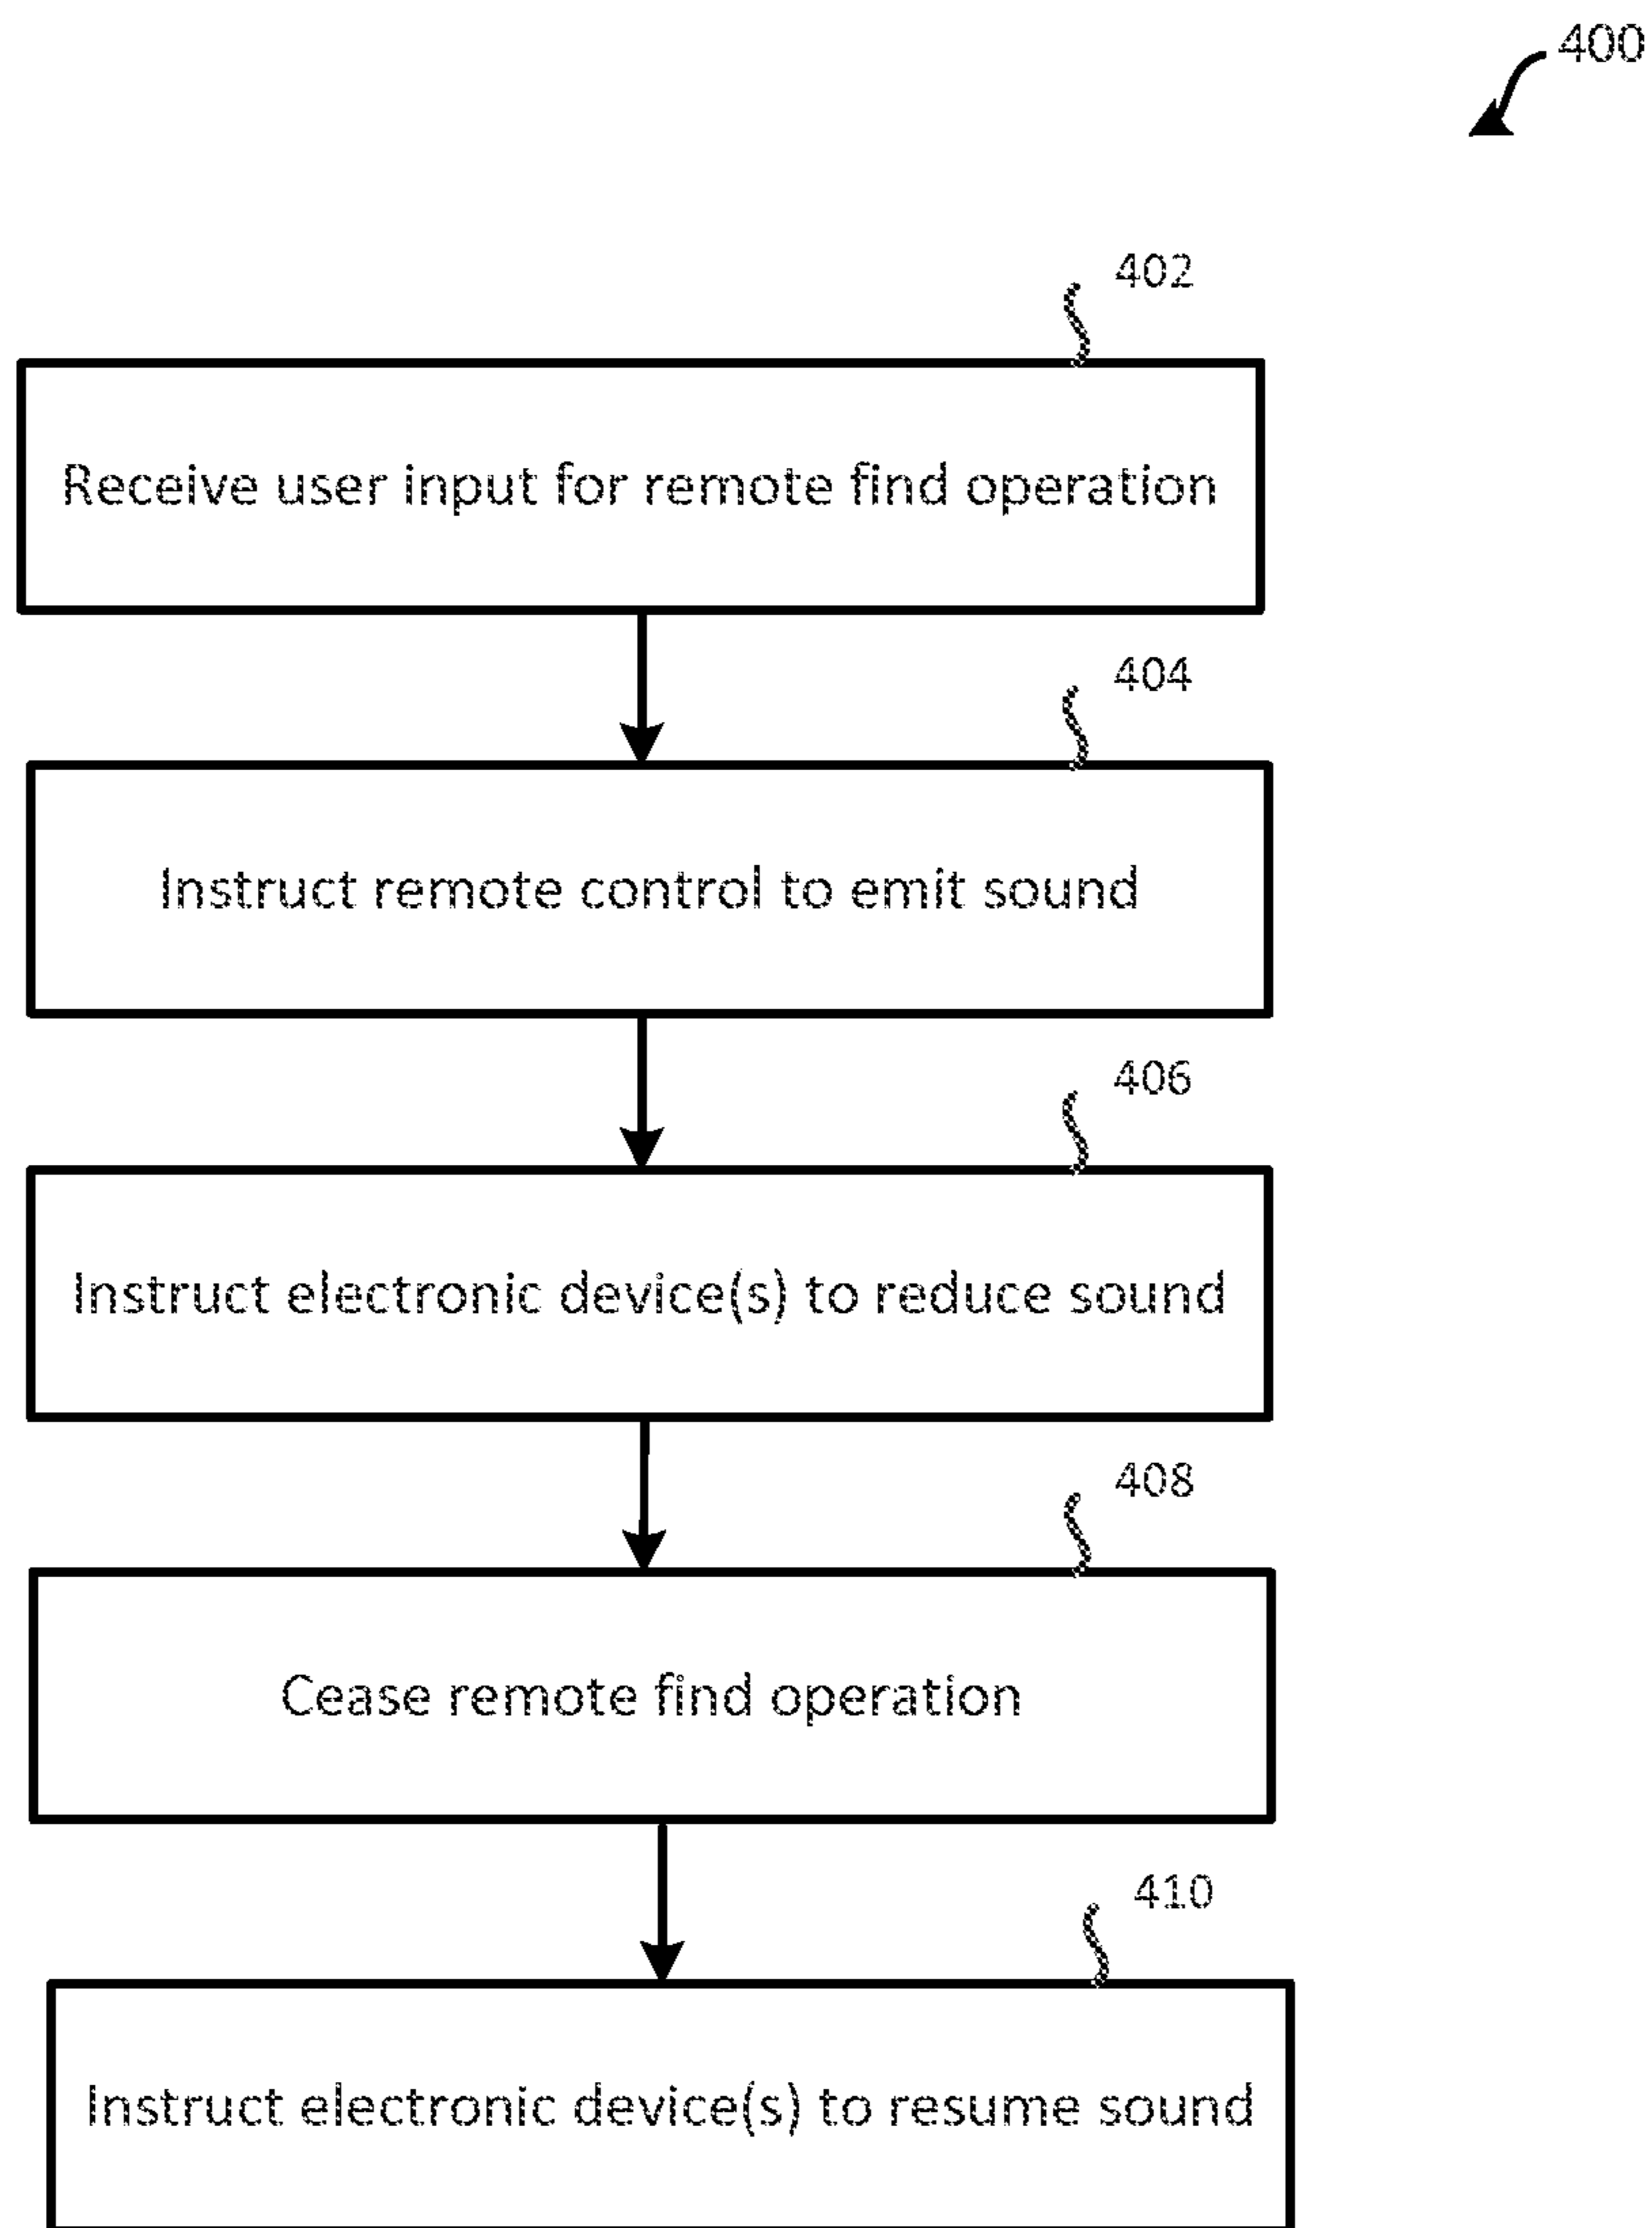 400
402
Receive user input for remote find operation
404
Instruct remote control to emit sound
406
Instruct electronic device(s) to reduce sound
408
Cease remote find operation
410
Instruct electronic device(s) to resume sound